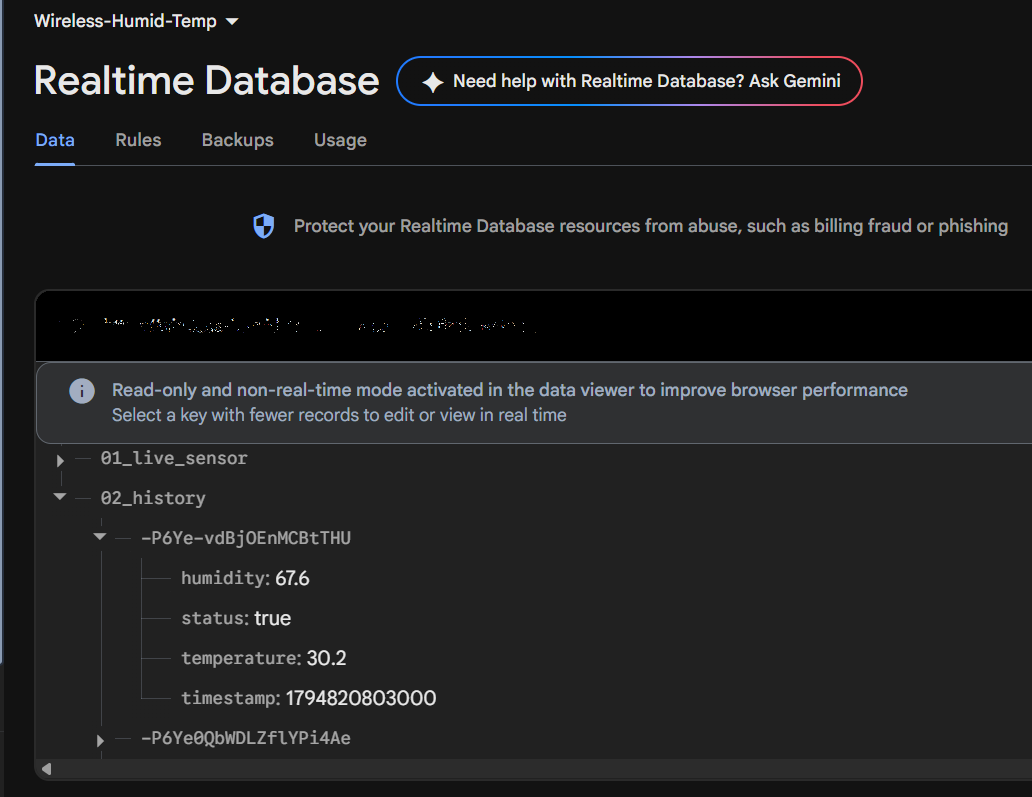 Wireless-Humid-Temp
Realtime Database
Need help with Realtime Database? Ask Gemini
Data Rules Backups Usage
Protect your Realtime Database resources from abuse, such as billing fraud or phishing
Read-only and non-real-time mode activated in the data viewer to improve browser performance
Select a key with fewer records to edit or view in real time
01_live_sensor
02_history
-P6Ye-vdBjOEnMCBtTHU
humidity: 67.6
status: true
temperature: 30.2
timestamp: 1794820803000
-P6Ye0QbWDLZflYPi4Ae